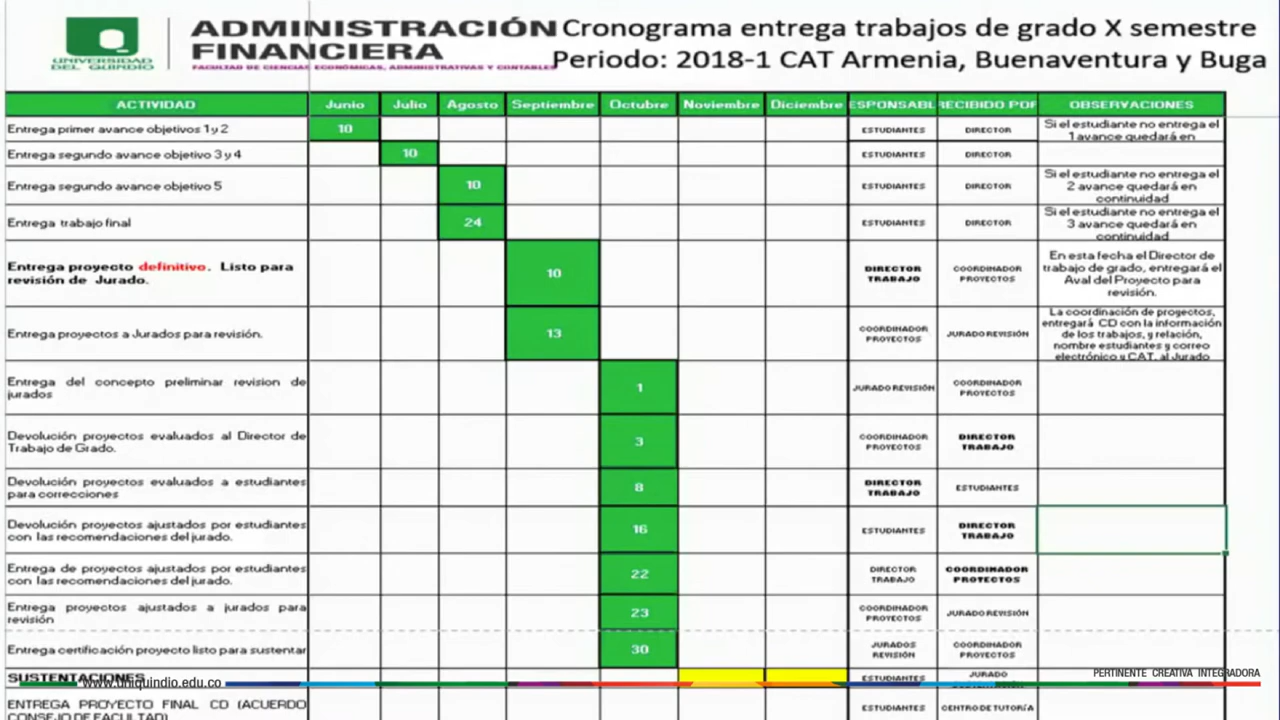 UNIVERSIDAD
DEL QUINDÍO
ADMINISTRACIÓN
FINANCIERA
FACULTAD DE CIENCIAS ECONÓMICAS, ADMINISTRATIVAS Y CONTABLES
Cronograma entrega trabajos de grado X semestre
Periodo: 2018-1 CAT Armenia, Buenaventura y Buga
ACTIVIDAD Junio Julio Agosto Septiembre Octubre Noviembre Diciembre ESPONSABL RECIBIDO POR OBSERVACIONES
Entrega primer avance objetivos 1 y 2 10 ESTUDIANTES DIRECTOR Si el estudiante no entrega el
1 avance quedará en
Entrega segundo avance objetivo 3 y 4 10 ESTUDIANTES DIRECTOR
Entrega segundo avance objetivo 5 10 ESTUDIANTES DIRECTOR Si el estudiante no entrega el
2 avance quedará en
continuidad
Entrega trabajo final 24 ESTUDIANTES DIRECTOR Si el estudiante no entrega el
3 avance quedará en
continuidad
Entrega proyecto definitivo. Listo para
revisión de Jurado.
10
DIRECTOR
TRABAJO
COORDINADOR
PROYECTOS
En esta fecha el Director de
trabajo de grado, entregará el
Aval del Proyecto para
revisión.
Entrega proyectos a Jurados para revisión. 13
COORDINADOR
PROYECTOS
JURADO REVISIÓN
La coordinación de proyectos,
entregará CD con la información
de los trabajos, y relación,
nombre estudiantes y correo
electrónico y CAT. al Jurado
Entrega del concepto preliminar revision de
jurados
1
JURADO REVISIÓN
COORDINADOR
PROYECTOS
Devolución proyectos evaluados al Director de
Trabajo de Grado.
3
COORDINADOR
PROYECTOS
DIRECTOR
TRABAJO
Devolución proyectos evaluados a estudiantes
para correcciones
8
DIRECTOR
TRABAJO
ESTUDIANTES
Devolución proyectos ajustados por estudiantes
con las recomendaciones del jurado.
16
ESTUDIANTES
DIRECTOR
TRABAJO
Entrega de proyectos ajustados por estudiantes
con las recomendaciones del jurado.
22
DIRECTOR
TRABAJO
COORDINADOR
PROYECTOS
Entrega proyectos ajustados a jurados para
revisión
23
COORDINADOR
PROYECTOS
JURADO REVISIÓN
Entrega certificación proyecto listo para sustentar 30
JURADOS
REVISIÓN
COORDINADOR
PROYECTOS
SUSTENTACIONES ESTUDIANTES JURADO
www.uniquindio.edu.co
PERTINENTE CREATIVA INTEGRADORA
ENTREGA PROYECTO FINAL CD (ACUERDO
CONSEJO DE FACULTAD)
ESTUDIANTES CENTRO DE TUTORÍA